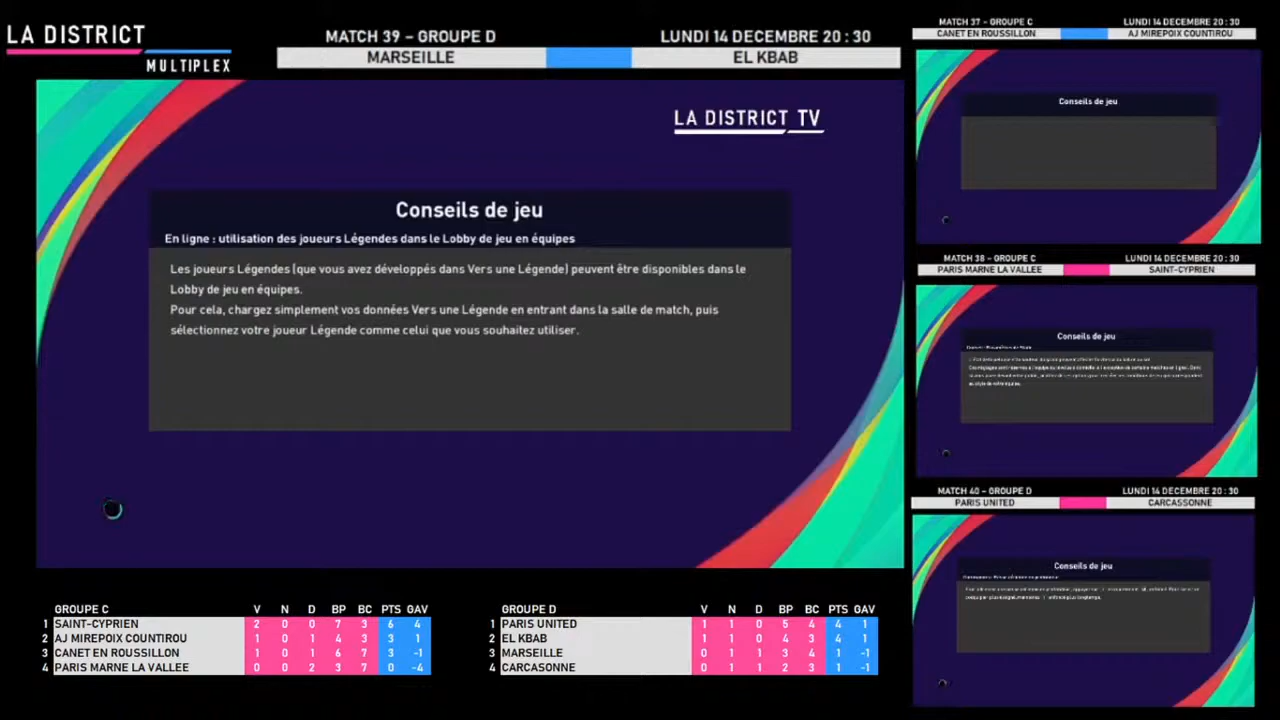 LA DISTRICT
MULTIPLEX
MATCH 39 – GROUPE D
LUNDI 14 DECEMBRE 20 : 30
MARSEILLE
EL KBAB
LA DISTRICT TV
Conseils de jeu
En ligne : utilisation des joueurs Légendes dans le Lobby de jeu en équipes
Les joueurs Légendes (que vous avez développés dans Vers une Légende) peuvent être disponibles dans le
Lobby de jeu en équipes.
Pour cela, chargez simplement vos données Vers une Légende en entrant dans la salle de match, puis
sélectionnez votre joueur Légende comme celui que vous souhaitez utiliser.
MATCH 37 – GROUPE C
LUNDI 14 DECEMBRE 20 : 30
CANET EN ROUSSILLON
AJ MIREPOIX COUNTIROU
Conseils de jeu
MATCH 38 – GROUPE C
LUNDI 14 DECEMBRE 20 : 30
PARIS MARNE LA VALLEE
SAINT-CYPRIEN
Conseils de jeu
MATCH 40 – GROUPE D
LUNDI 14 DECEMBRE 20 : 30
PARIS UNITED
CARCASSONNE
Conseils de jeu
GROUPE C V N D BP BC PTS GAV
1 SAINT-CYPRIEN 2 0 0 7 3 6 4
2 AJ MIREPOIX COUNTIROU 1 0 1 4 3 3 1
3 CANET EN ROUSSILLON 1 0 1 6 7 3 -1
4 PARIS MARNE LA VALLEE 0 0 2 3 7 0 -4
GROUPE D V N D BP BC PTS GAV
1 PARIS UNITED 1 1 0 5 4 4 1
2 EL KBAB 1 1 0 4 3 4 1
3 MARSEILLE 0 1 1 3 4 1 -1
4 CARCASONNE 0 1 1 2 3 1 -1